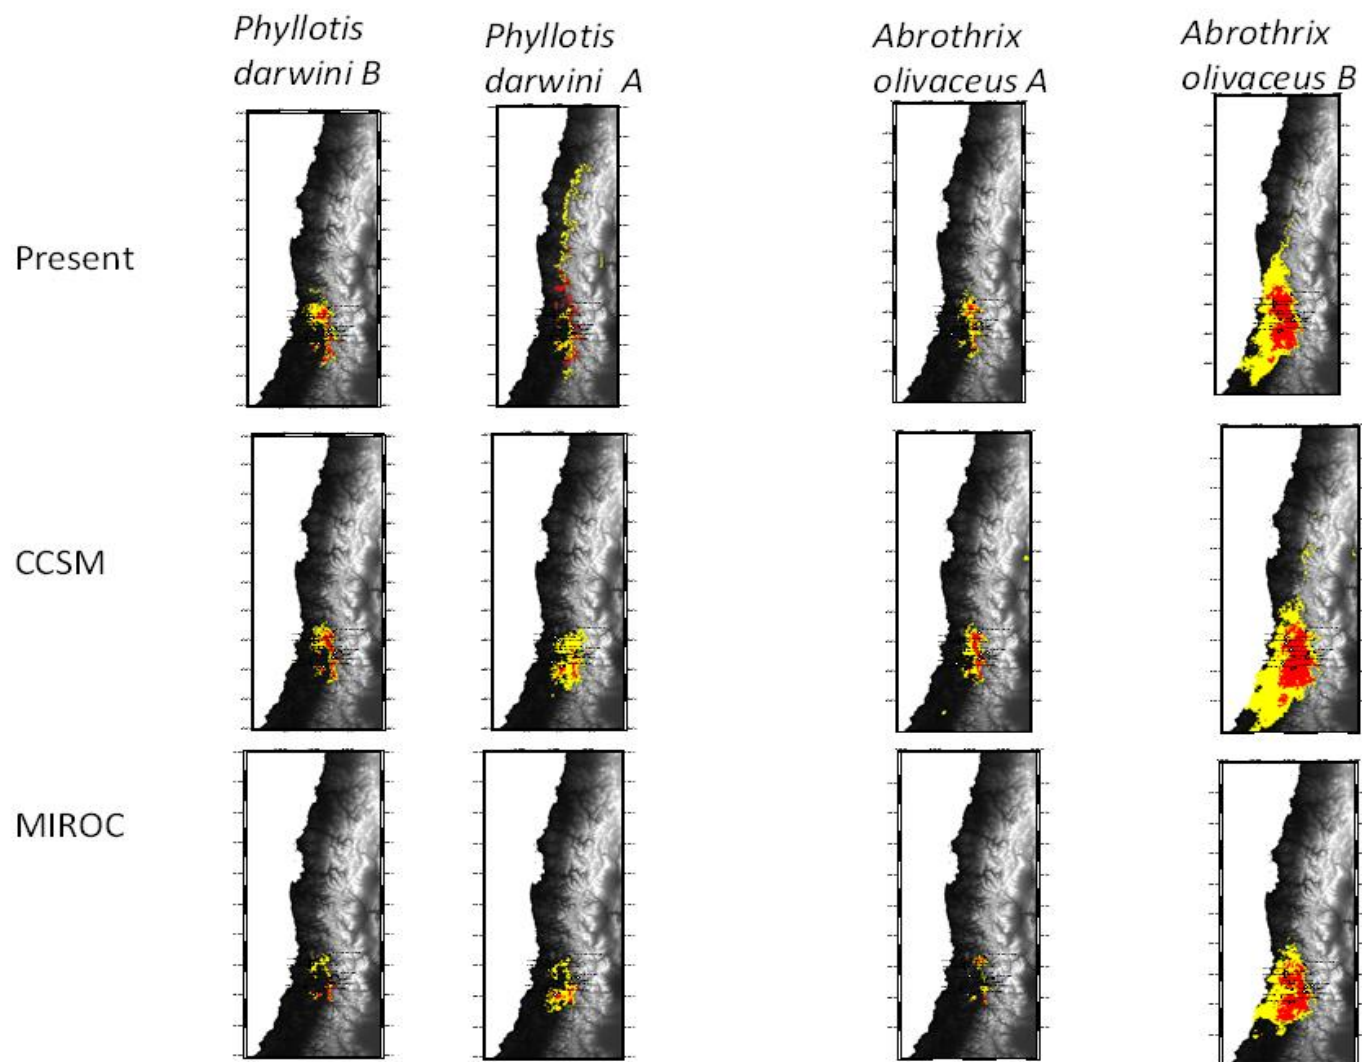 Phyllotis
darwini B
Phyllotis
darwini A
Abrothrix
olivaceus A
Abrothrix
olivaceus B
Present
CCSM
MIROC